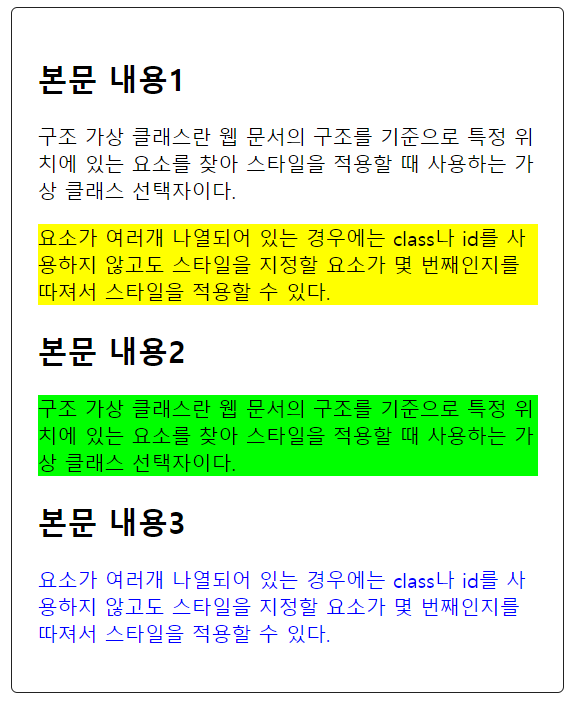 본문 내용1
구조 가상 클래스란 웹 문서의 구조를 기준으로 특정 위
치에 있는 요소를 찾아 스타일을 적용할 때 사용하는 가
상 클래스 선택자이다.
요소가 여러개 나열되어 있는 경우에는 class나 id를 사
용하지 않고도 스타일을 지정할 요소가 몇 번째인지를
따져서 스타일을 적용할 수 있다.
본문 내용2
구조 가상 클래스란 웹 문서의 구조를 기준으로 특정 위
치에 있는 요소를 찾아 스타일을 적용할 때 사용하는 가
상 클래스 선택자이다.
본문 내용3
요소가 여러개 나열되어 있는 경우에는 class나 id를 사
용하지 않고도 스타일을 지정할 요소가 몇 번째인지를
따져서 스타일을 적용할 수 있다.